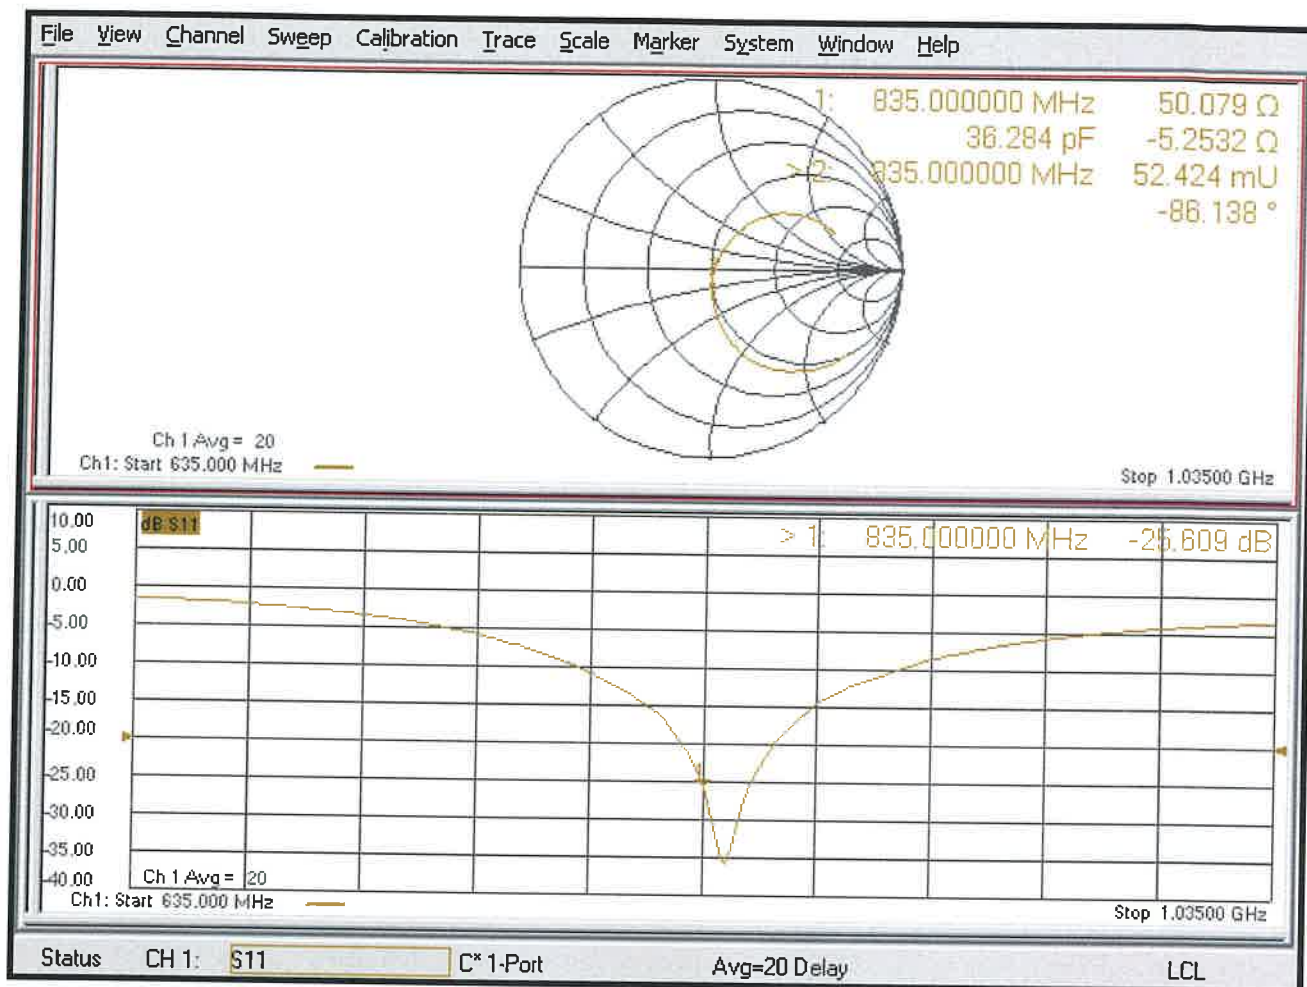 File View Channel Sweep Calibration Trace Scale Marker System Window Help
1: 835.000000 MHz 50.079 Ω
36.284 pF -5.2532 Ω
> 2: 835.000000 MHz 52.424 mU
-86.138 °
Ch 1 Avg = 20
Ch1: Start 635.000 MHz
Stop 1.03500 GHz
10.00
dB S11
> 1: 835.000000 MHz -25.609 dB
5.00
0.00
-5.00
-10.00
-15.00
-20.00
-25.00
1
-30.00
-35.00
-40.00
Ch 1 Avg = 20
Ch1: Start 635.000 MHz
Stop 1.03500 GHz
Status CH 1: S11 C* 1-Port Avg=20 Delay LCL